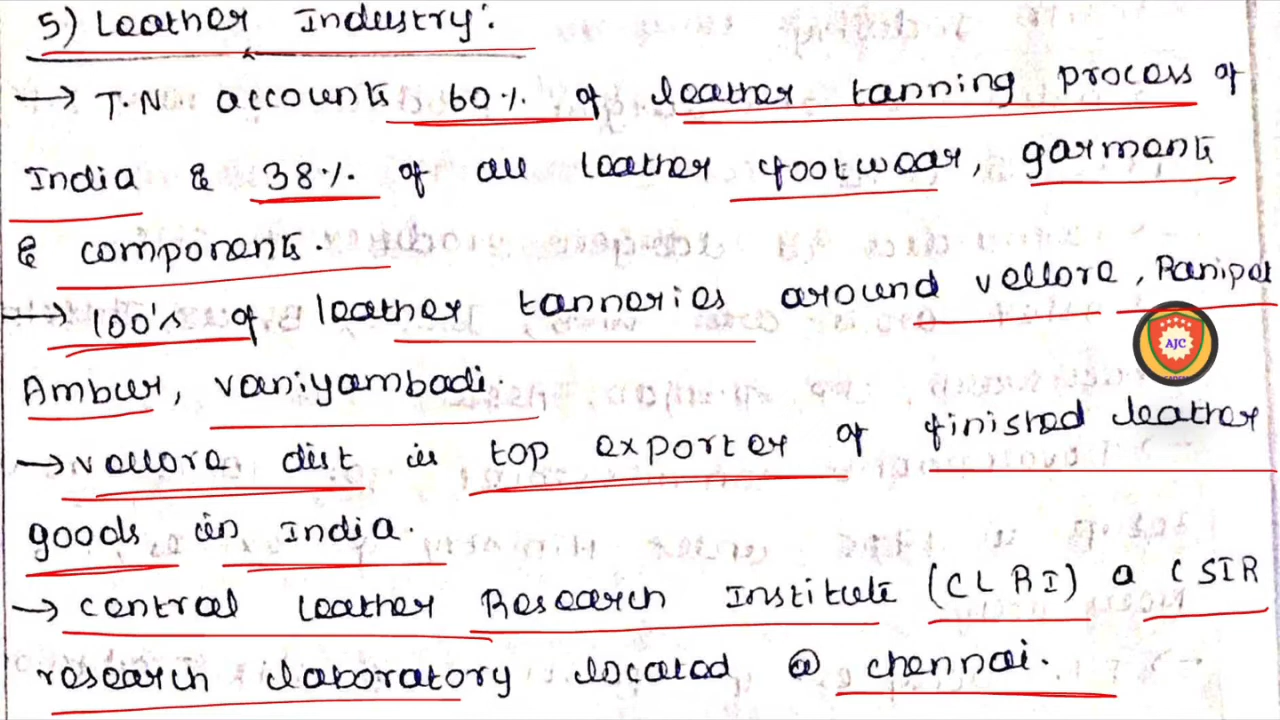 5) Leather Industry:
→ T.N accounts 60% of leather tanning process of
India & 38% of all leather footwear, garments
& components.
→ 100's of leather tanneries around vellore, Ranipet
AJC
Ambur, vaniyambadi.
→ vellore dist is top exporter of finished leather
goods in India.
→ central leather Research Institute (CLRI) a CSIR
research laboratory located @ chennai.